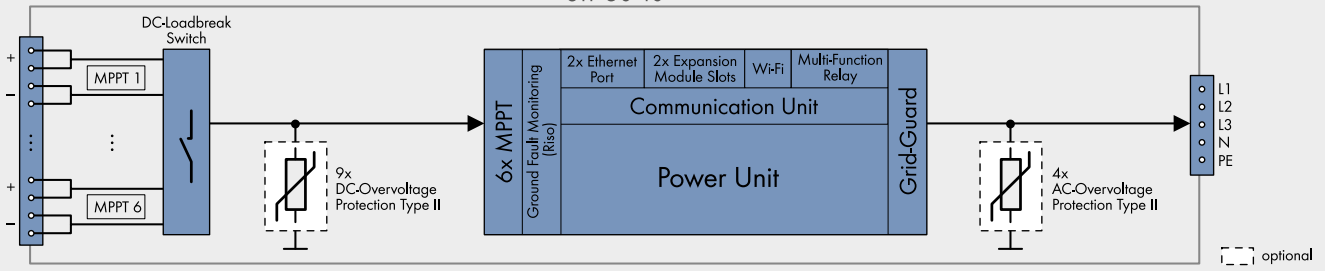 DC-Loadbreak
Switch
+
MPPT 1
−
+
MPPT 6
−
9x
DC-Overvoltage
Protection Type II
6x MPPT
Ground Fault Monitoring
(Riso)
2x Ethernet
Port
2x Expansion
Module Slots
Wi-Fi
Multi-Function
Relay
Communication Unit
Power Unit
Grid-Guard
4x
AC-Overvoltage
Protection Type II
L1
L2
L3
N
PE
optional